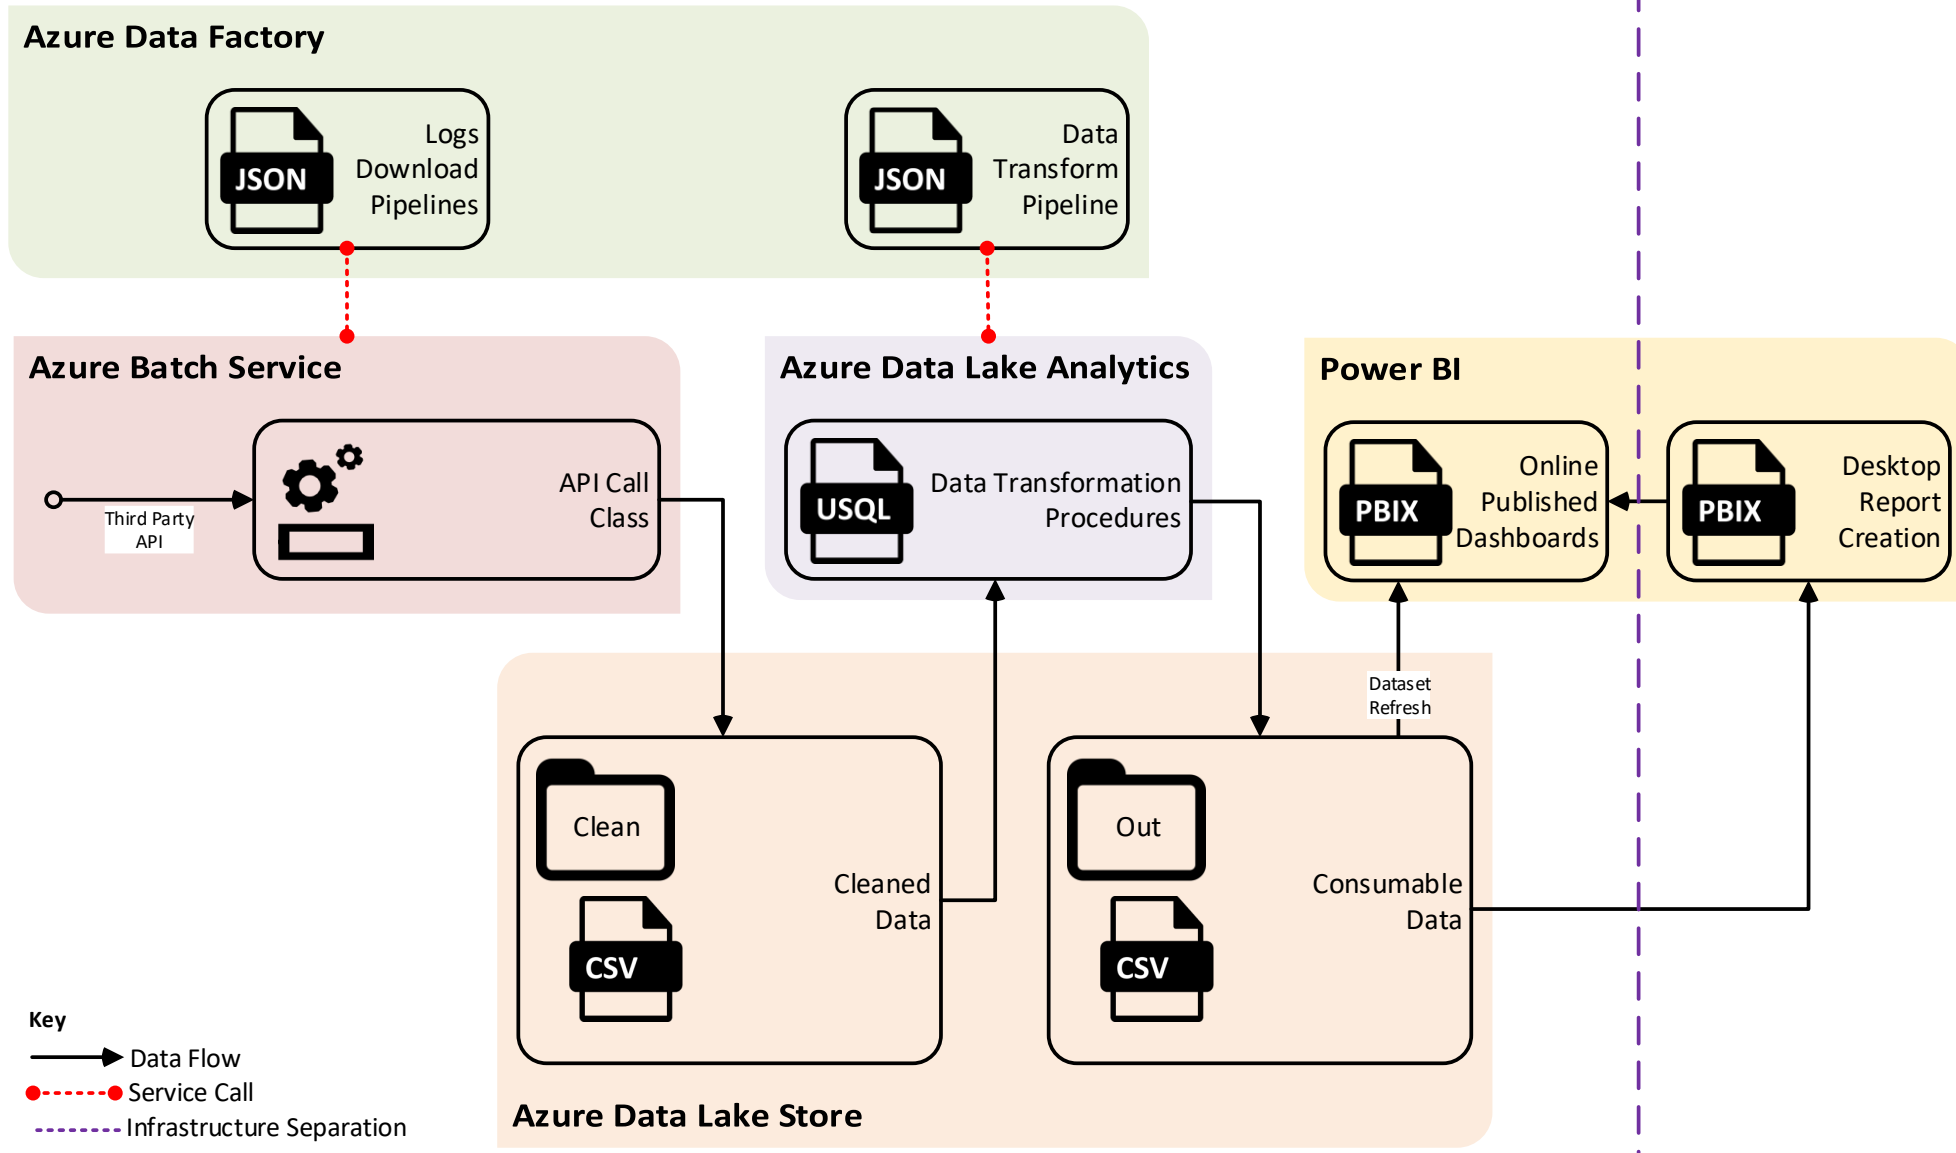 Azure Data Factory
JSON
Logs
Download
Pipelines
JSON
Data
Transform
Pipeline
Azure Batch Service
Third Party
API
API Call
Class
Azure Data Lake Analytics
USQL
Data Transformation
Procedures
Power BI
PBIX
Online
Published
Dashboards
PBIX
Desktop
Report
Creation
Dataset
Refresh
Clean
CSV
Cleaned
Data
Out
CSV
Consumable
Data
Azure Data Lake Store
Key
Data Flow
Service Call
Infrastructure Separation